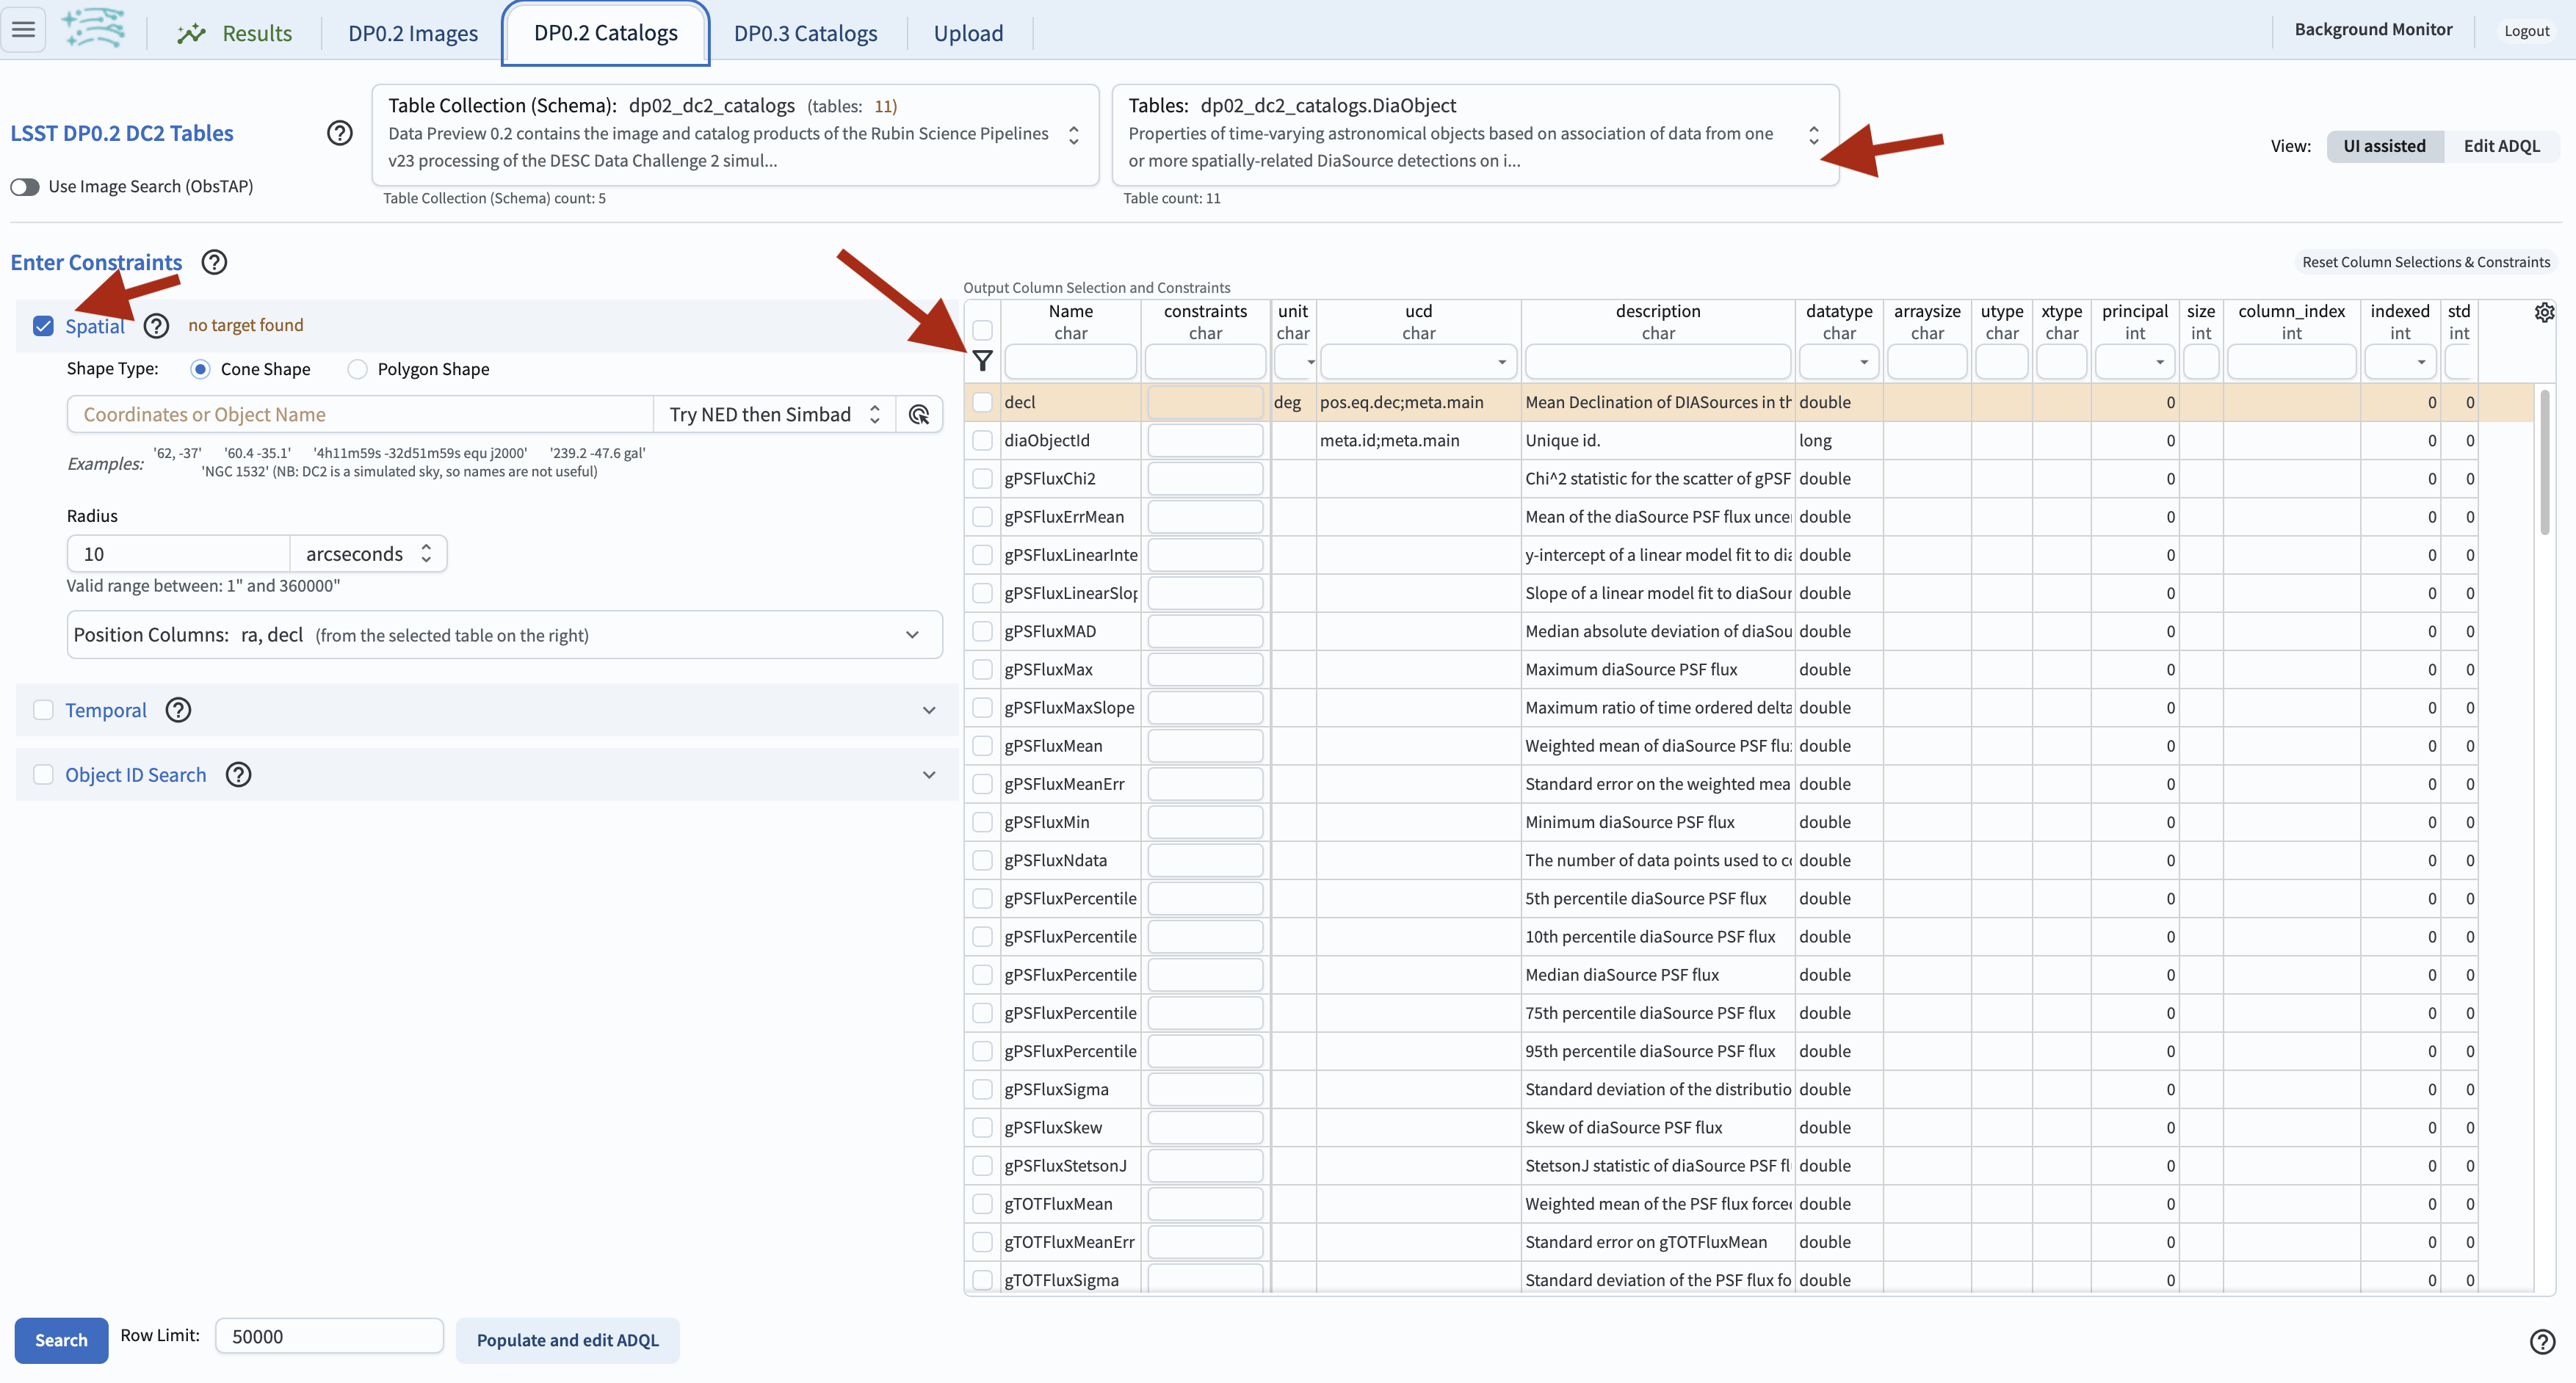 Results
DP0.2 Images
DP0.2 Catalogs
DP0.3 Catalogs
Upload
Background Monitor
Logout
LSST DP0.2 DC2 Tables
Use Image Search (ObsTAP)
Table Collection (Schema): dp02_dc2_catalogs (tables: 11)
Data Preview 0.2 contains the image and catalog products of the Rubin Science Pipelines
v23 processing of the DESC Data Challenge 2 simul...
Table Collection (Schema) count: 5
Tables: dp02_dc2_catalogs.DiaObject
Properties of time-varying astronomical objects based on association of data from one
or more spatially-related DiaSource detections on i...
Table count: 11
View: UI assisted Edit ADQL
Enter Constraints
Reset Column Selections & Constraints
Spatial no target found
Shape Type: Cone Shape Polygon Shape
Coordinates or Object Name Try NED then Simbad
Examples: '62, -37' '60.4 -35.1' '4h11m59s -32d51m59s equ j2000' '239.2 -47.6 gal'
'NGC 1532' (NB: DC2 is a simulated sky, so names are not useful)
Radius
10 arcseconds
Valid range between: 1" and 360000"
Position Columns: ra, decl (from the selected table on the right)
Temporal
Object ID Search
Output Column Selection and Constraints
Name constraints unit ucd description datatype arraysize utype xtype principal size column_index indexed std
char char char char char char char char char int int int int int
decl deg pos.eq.dec;meta.main Mean Declination of DIASources in th double 0 0 0
diaObjectId meta.id;meta.main Unique id. long 0 0 0
gPSFluxChi2 Chi^2 statistic for the scatter of gPSF double 0 0 0
gPSFluxErrMean Mean of the diaSource PSF flux uncer double 0 0 0
gPSFluxLinearInte y-intercept of a linear model fit to dia double 0 0 0
gPSFluxLinearSlop Slope of a linear model fit to diaSour double 0 0 0
gPSFluxMAD Median absolute deviation of diaSou double 0 0 0
gPSFluxMax Maximum diaSource PSF flux double 0 0 0
gPSFluxMaxSlope Maximum ratio of time ordered delta double 0 0 0
gPSFluxMean Weighted mean of diaSource PSF flu double 0 0 0
gPSFluxMeanErr Standard error on the weighted mea double 0 0 0
gPSFluxMin Minimum diaSource PSF flux double 0 0 0
gPSFluxNdata The number of data points used to co double 0 0 0
gPSFluxPercentile 5th percentile diaSource PSF flux double 0 0 0
gPSFluxPercentile 10th percentile diaSource PSF flux double 0 0 0
gPSFluxPercentile Median diaSource PSF flux double 0 0 0
gPSFluxPercentile 75th percentile diaSource PSF flux double 0 0 0
gPSFluxPercentile 95th percentile diaSource PSF flux double 0 0 0
gPSFluxSigma Standard deviation of the distributio double 0 0 0
gPSFluxSkew Skew of diaSource PSF flux double 0 0 0
gPSFluxStetsonJ StetsonJ statistic of diaSource PSF fl double 0 0 0
gTOTFluxMean Weighted mean of the PSF flux forced double 0 0 0
gTOTFluxMeanErr Standard error on gTOTFluxMean double 0 0 0
gTOTFluxSigma Standard deviation of the PSF flux fo double 0 0 0
Search Row Limit: 50000 Populate and edit ADQL